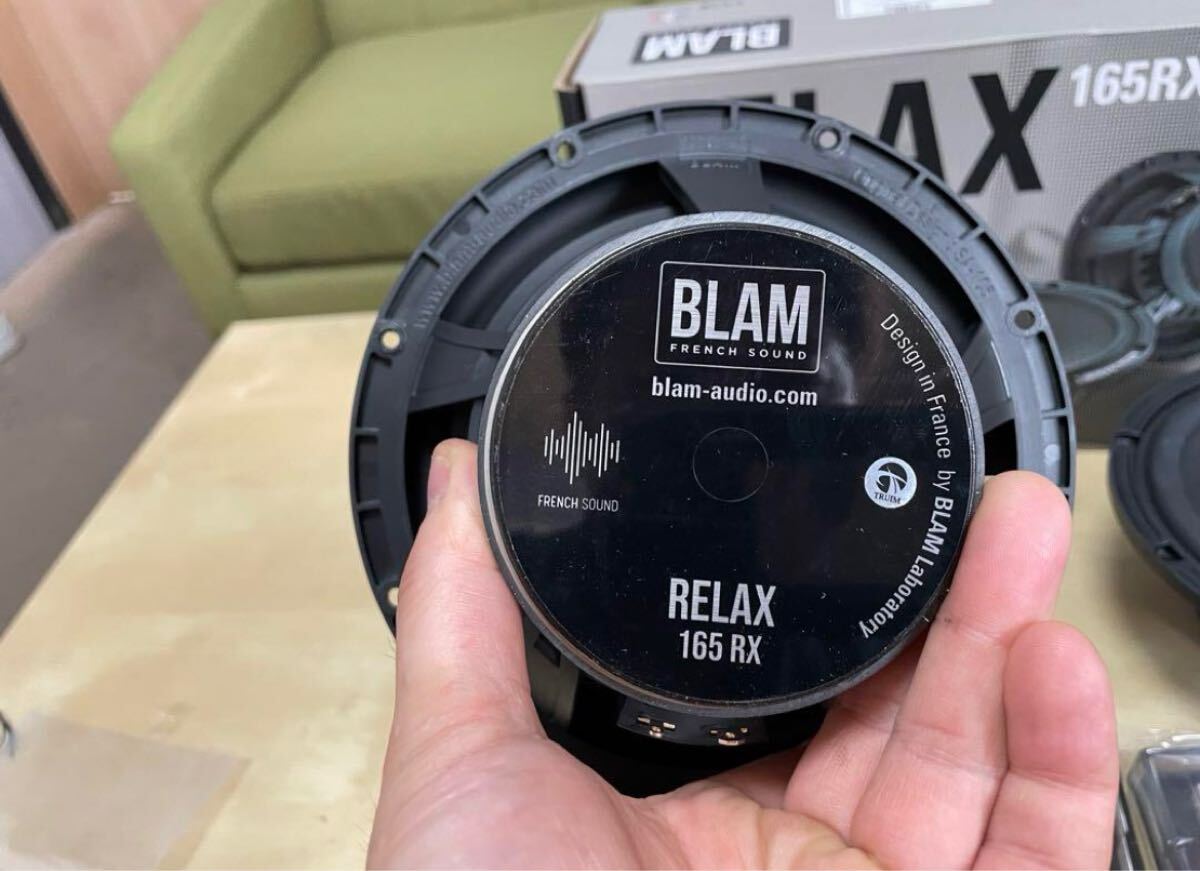 BLAM
LAX
165RX
BLAM
FRENCH SOUND
blam-audio.com
Design in France by BLAM Laboratory
FRENCH SOUND
TRUIM
RELAX
165 RX